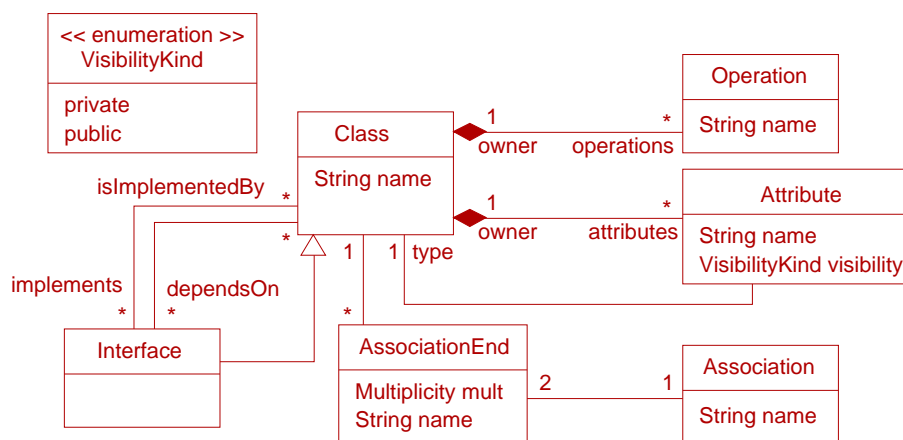 << enumeration >>
VisibilityKind
private
public
Class
String name
1
owner
*
operations
Operation
String name
1
owner
*
attributes
Attribute
String name
VisibilityKind visibility
isImplementedBy
*
*
1
1
type
implements
*
dependsOn
*
*
Interface
AssociationEnd
Multiplicity mult
String name
2
1
Association
String name